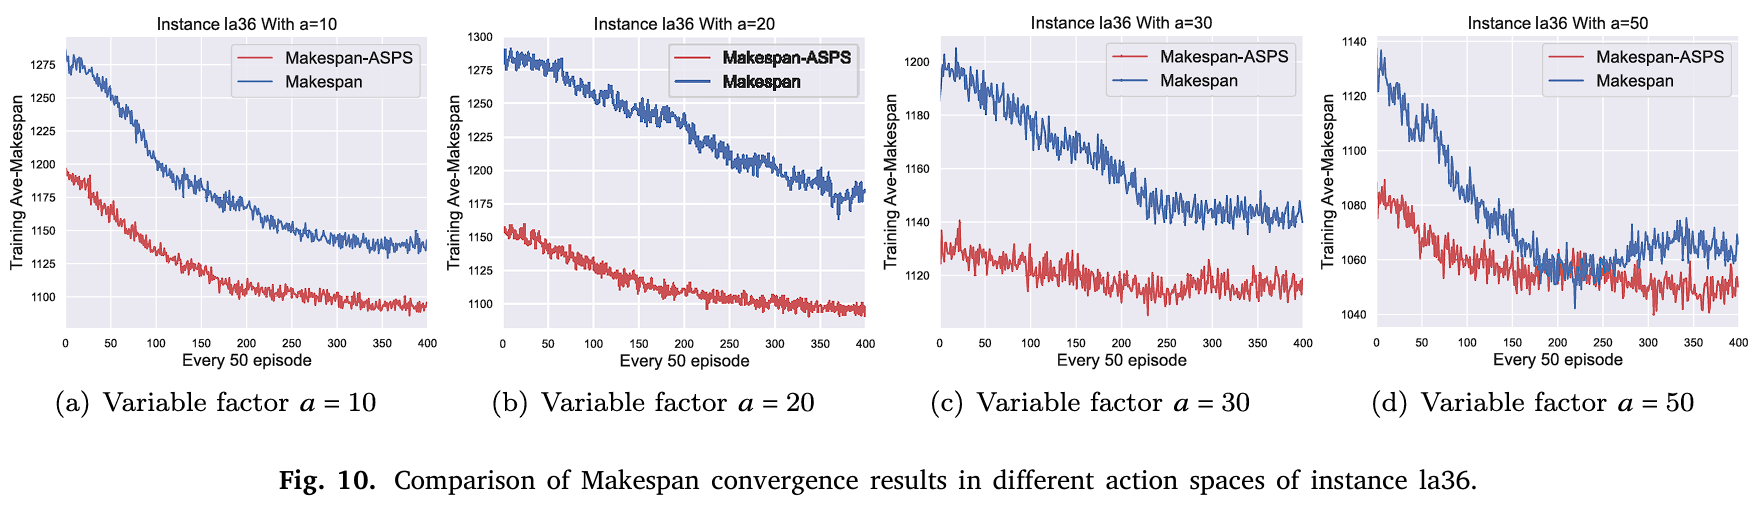 Instance la36 With a=10
Training Ave-Makespan
1275
1250
1225
1200
1175
1150
1125
1100
Makespan-ASPS
Makespan
0 50 100 150 200 250 300 350 400
Every 50 episode
(a) Variable factor a = 10
Instance la36 With a=20
Training Ave-Makespan
1300
1275
1250
1225
1200
1175
1150
1125
1100
Makespan-ASPS
Makespan
0 50 100 150 200 250 300 350 400
Every 50 episode
(b) Variable factor a = 20
Instance la36 With a=30
Training Ave-Makespan
1200
1180
1160
1140
1120
Makespan-ASPS
Makespan
0 50 100 150 200 250 300 350 400
Every 50 episode
(c) Variable factor a = 30
Instance la36 With a=50
Training Ave-Makespan
1140
1120
1100
1080
1060
1040
Makespan-ASPS
Makespan
0 50 100 150 200 250 300 350 400
Every 50 episode
(d) Variable factor a = 50
Fig. 10. Comparison of Makespan convergence results in different action spaces of instance la36.